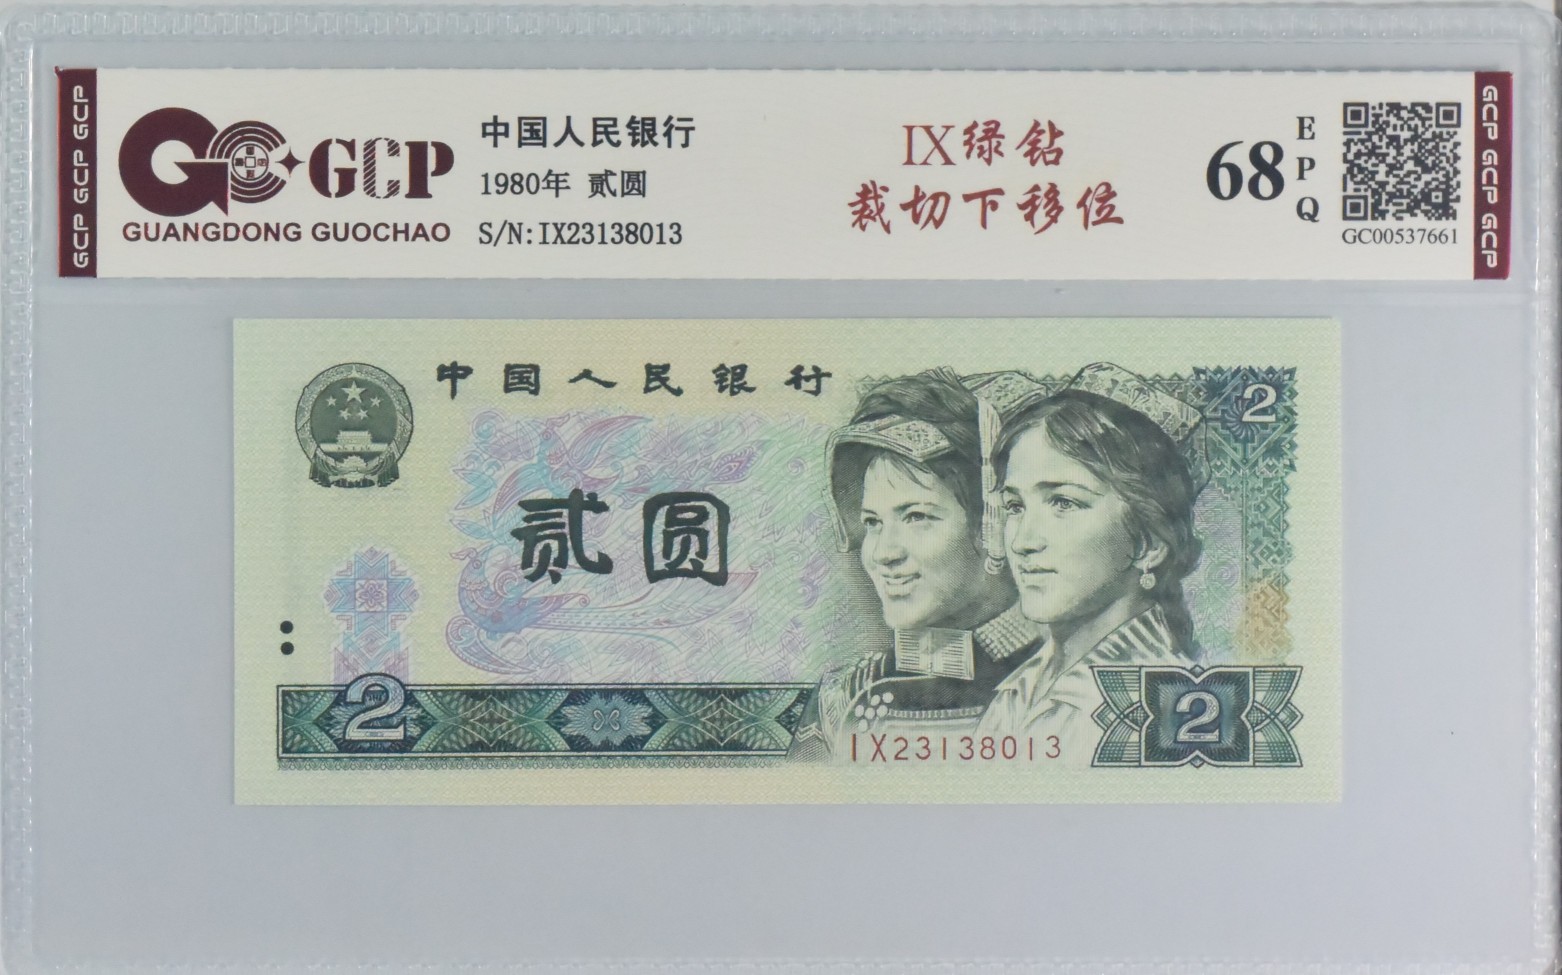 GCP GCP GCP
GCP
GUANGDONG GUOCHAO
中国人民银行
1980年 贰圆
S/N:IX23138013
IX绿钻
裁切下移位
68
EPQ
GC00537661
GCP GCP GCP
中国人民银行
2
贰圆
2
2
IX23138013